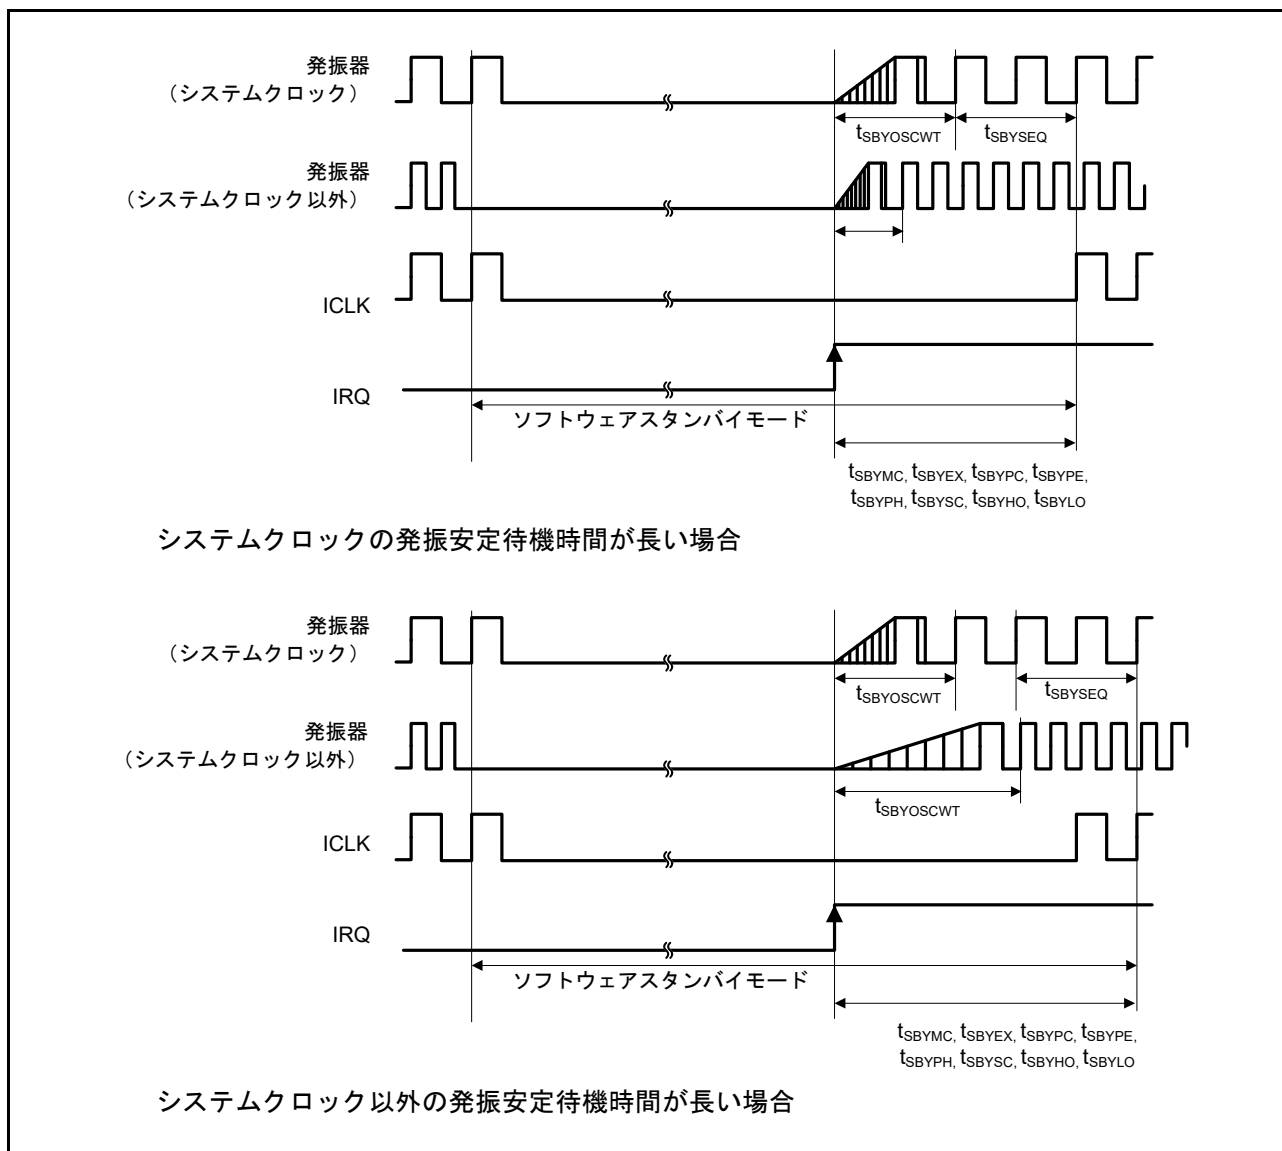 発振器
（システムクロック）
tSBYOSCWT
tSBYSEQ
発振器
（システムクロック以外）
ICLK
IRQ
ソフトウェアスタンバイモード
tSBYMC, tSBYEX, tSBYPC, tSBYPE,
tSBYPH, tSBYSC, tSBYHO, tSBYLO
システムクロックの発振安定待機時間が長い場合
発振器
（システムクロック）
tSBYOSCWT
tSBYSEQ
発振器
（システムクロック以外）
tSBYOSCWT
ICLK
IRQ
ソフトウェアスタンバイモード
tSBYMC, tSBYEX, tSBYPC, tSBYPE,
tSBYPH, tSBYSC, tSBYHO, tSBYLO
システムクロック以外の発振安定待機時間が長い場合